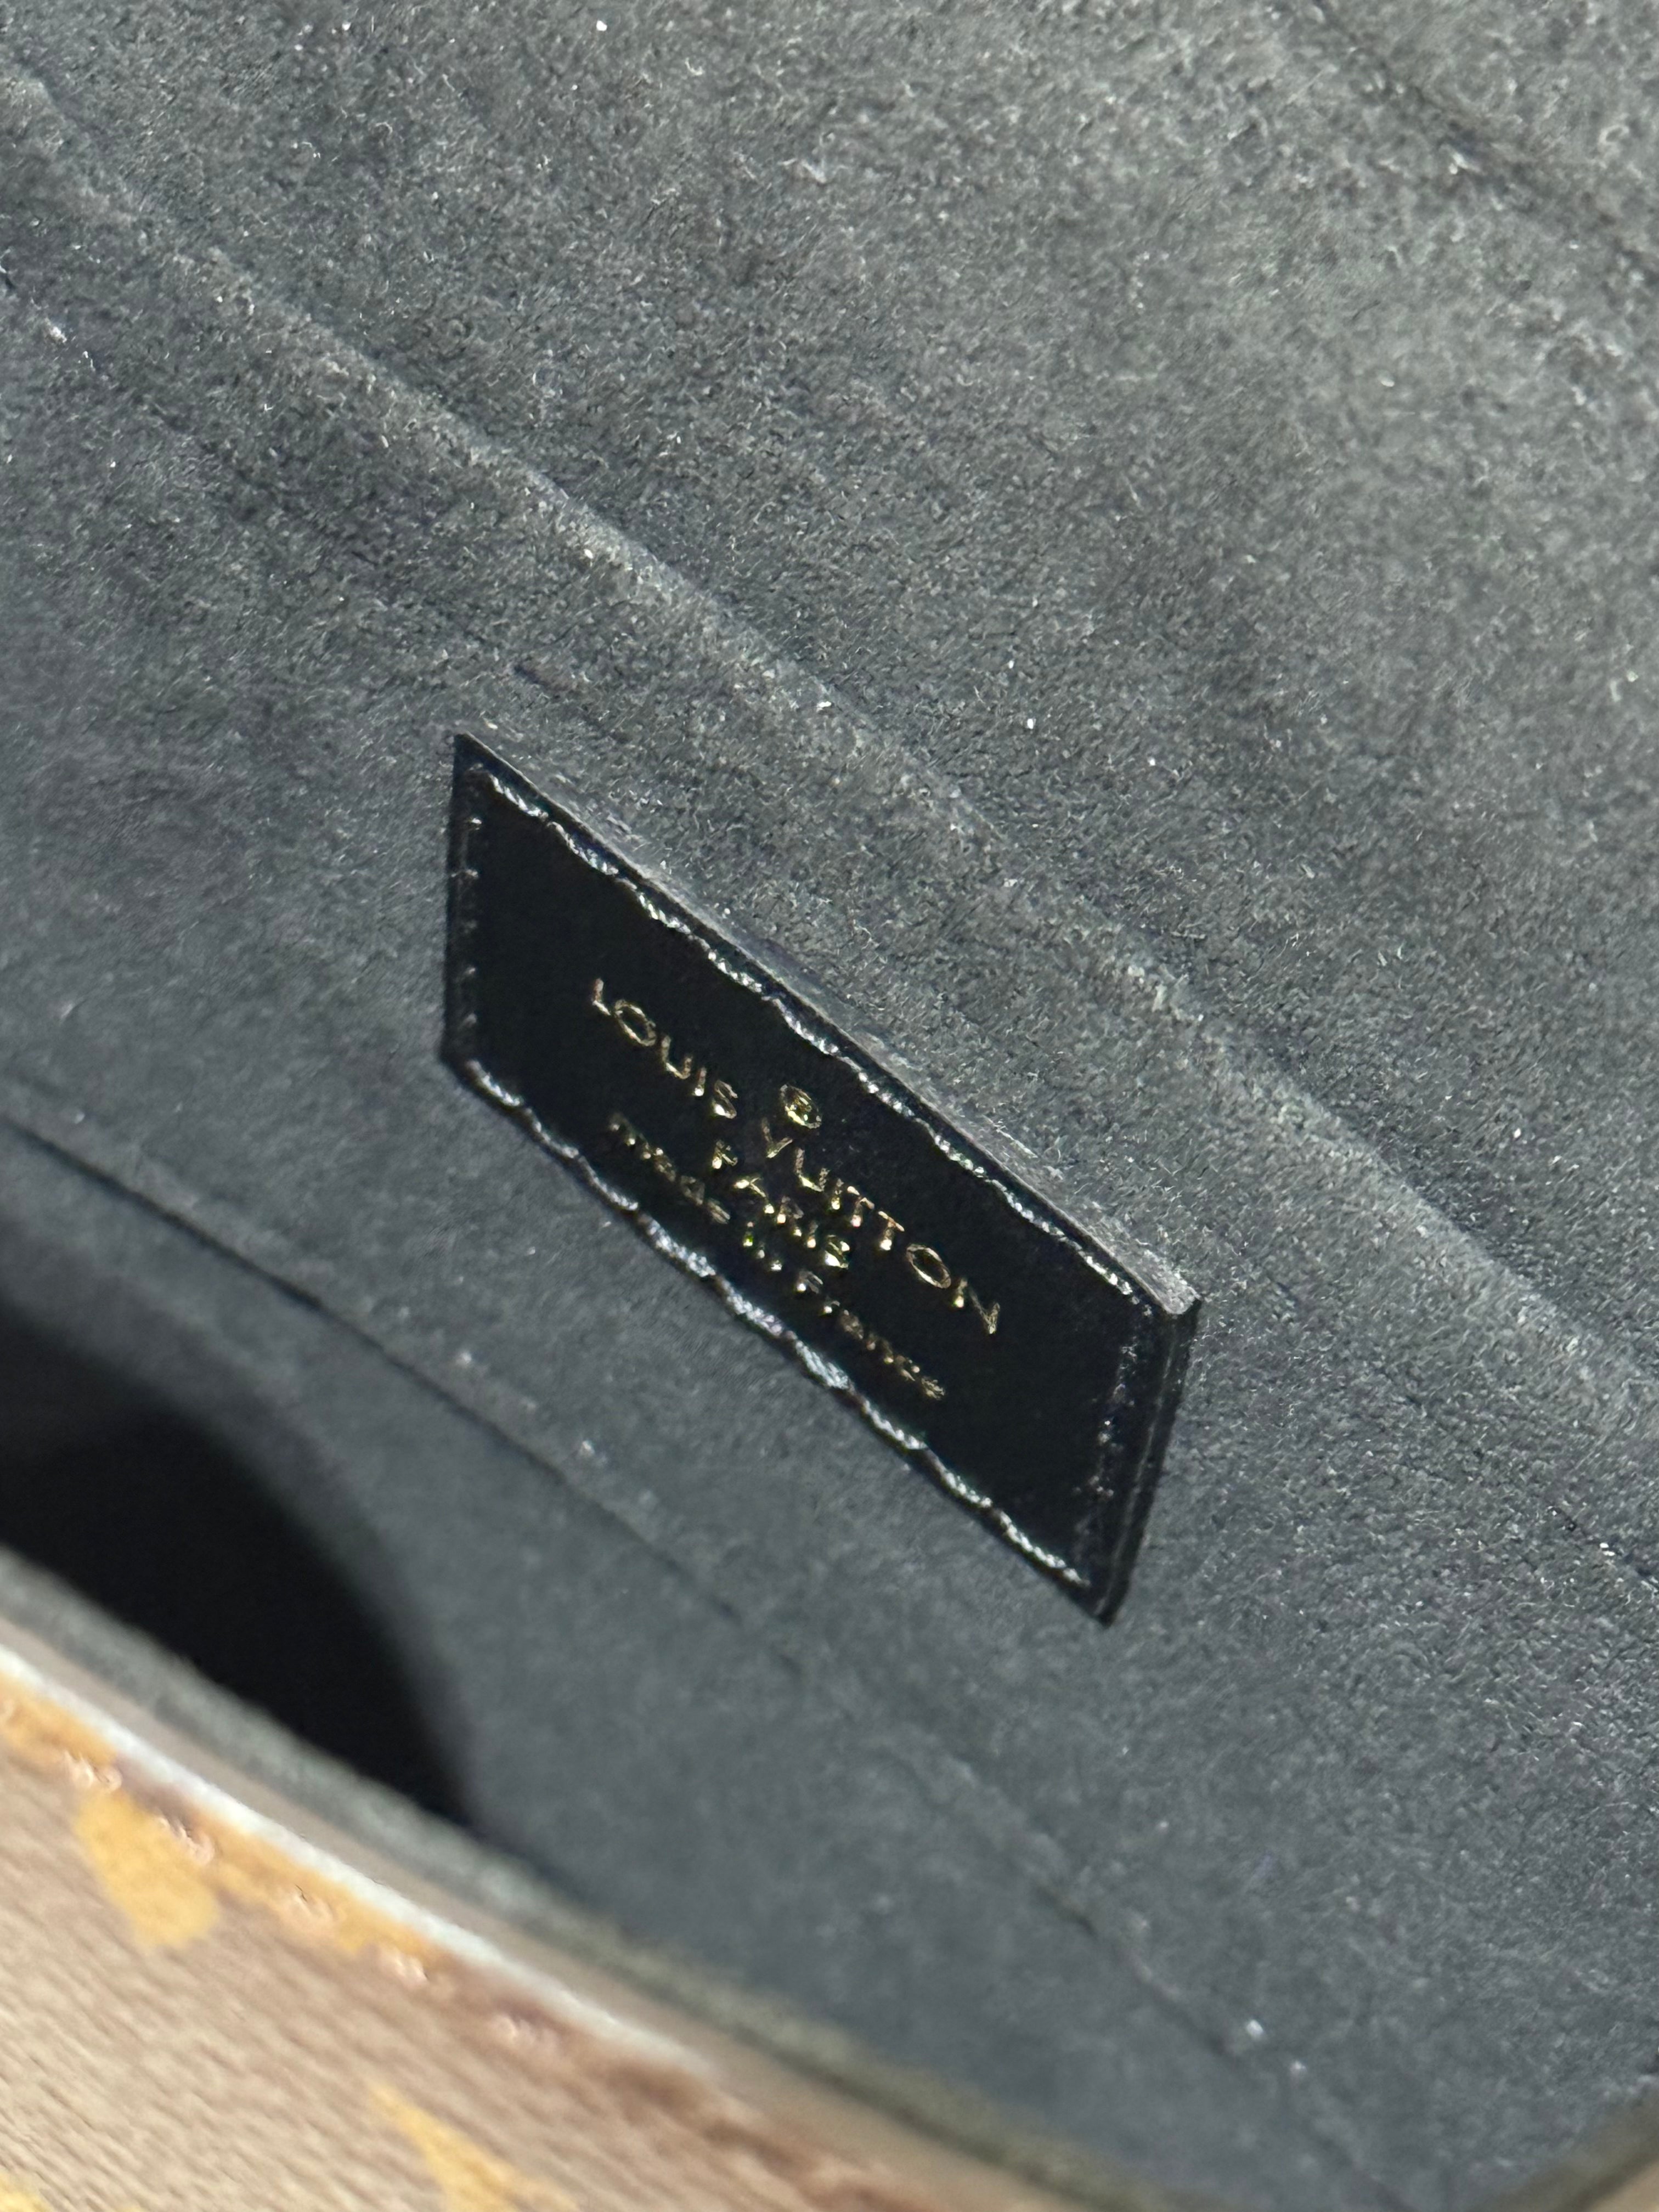 ®
LOUIS VUITTON
PARIS
made in France